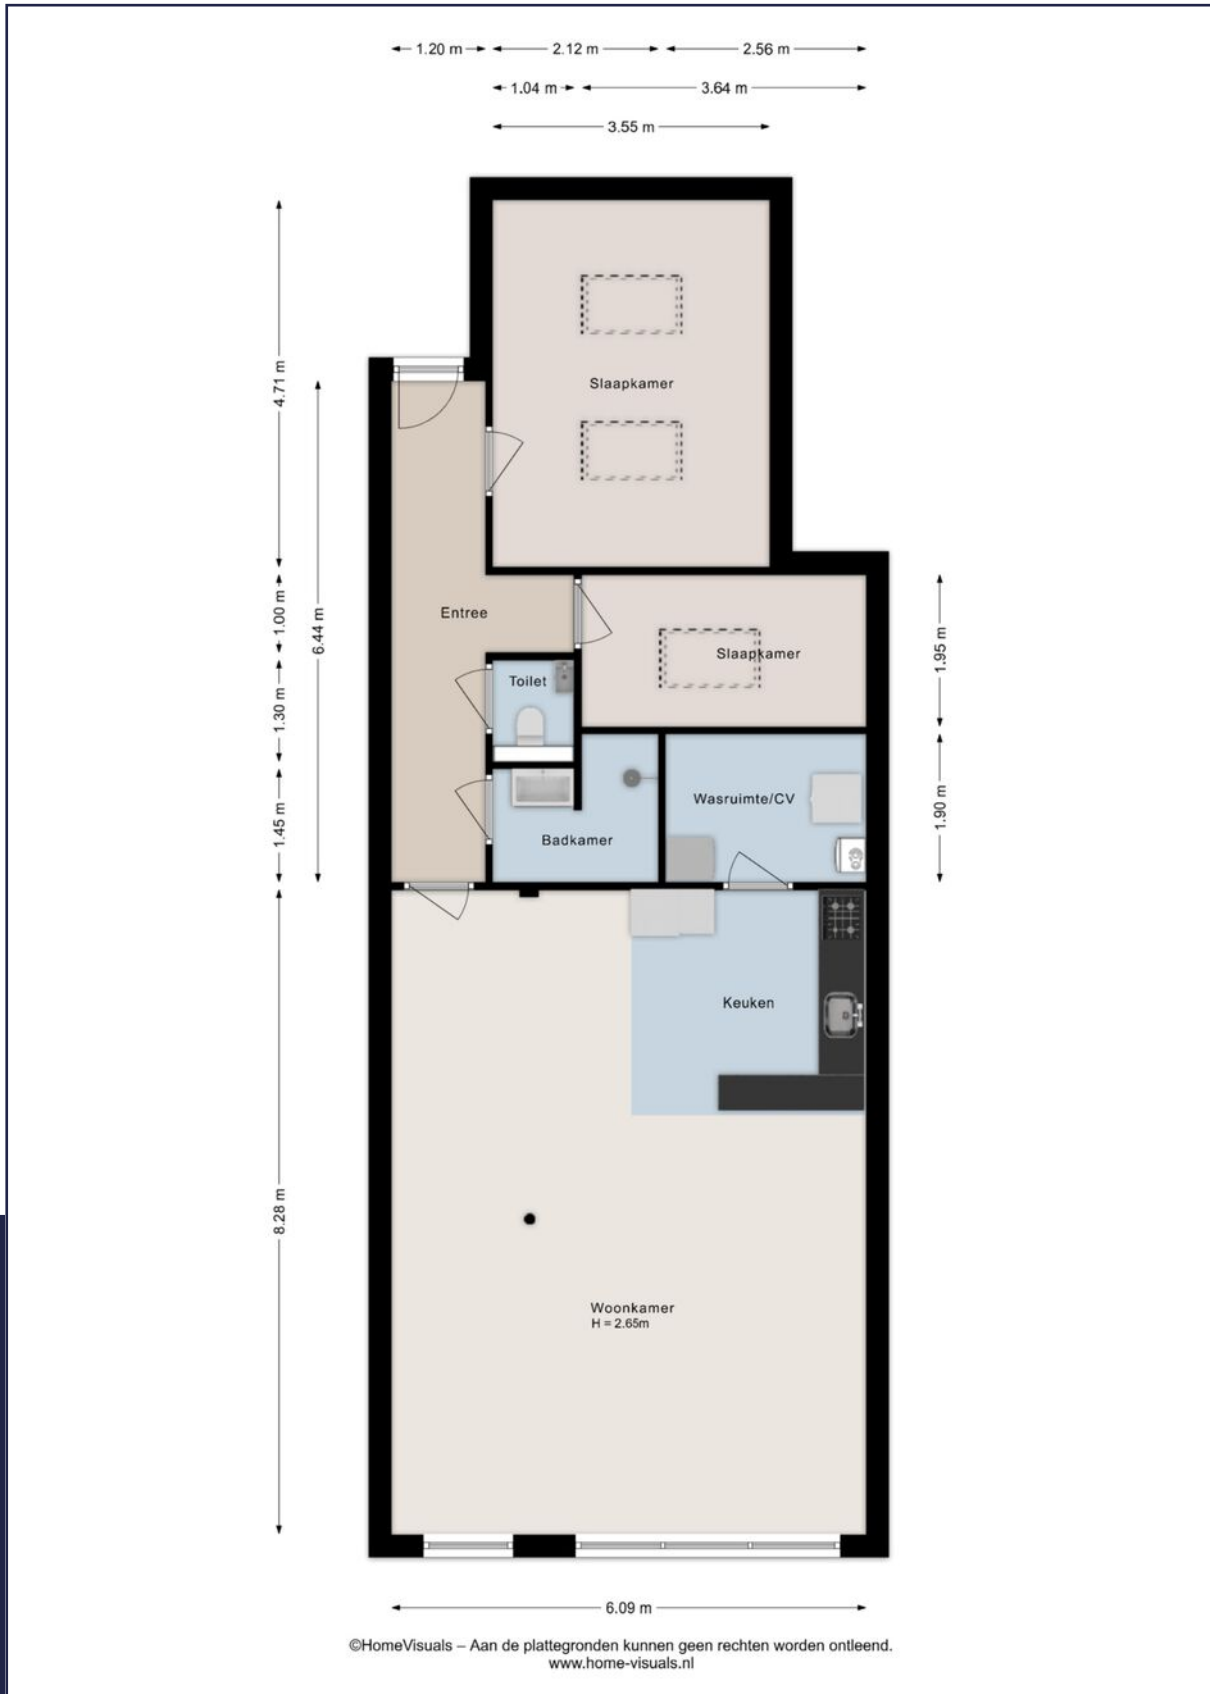 1.20 m 2.12 m 2.56 m
1.04 m 3.64 m
3.55 m
4.71 m
Slaapkamer
1.00 m
6.44 m
Entree
Slaapkamer
1.95 m
Toilet
1.30 m
Wasruimte/CV
1.90 m
1.45 m
Badkamer
Keuken
8.28 m
Woonkamer
H = 2.65m
6.09 m
©HomeVisuals – Aan de plattegronden kunnen geen rechten worden ontleend.
www.home-visuals.nl